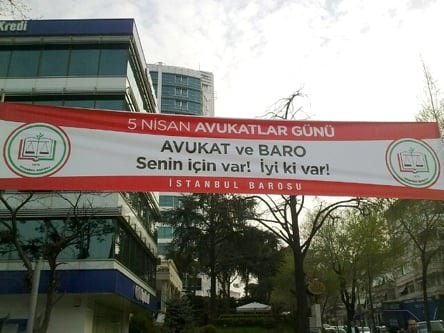 Kredi
5 NİSAN AVUKATLAR GÜNÜ
AVUKAT ve BARO
Senin için var! İyi ki var!
İSTANBUL BAROSU